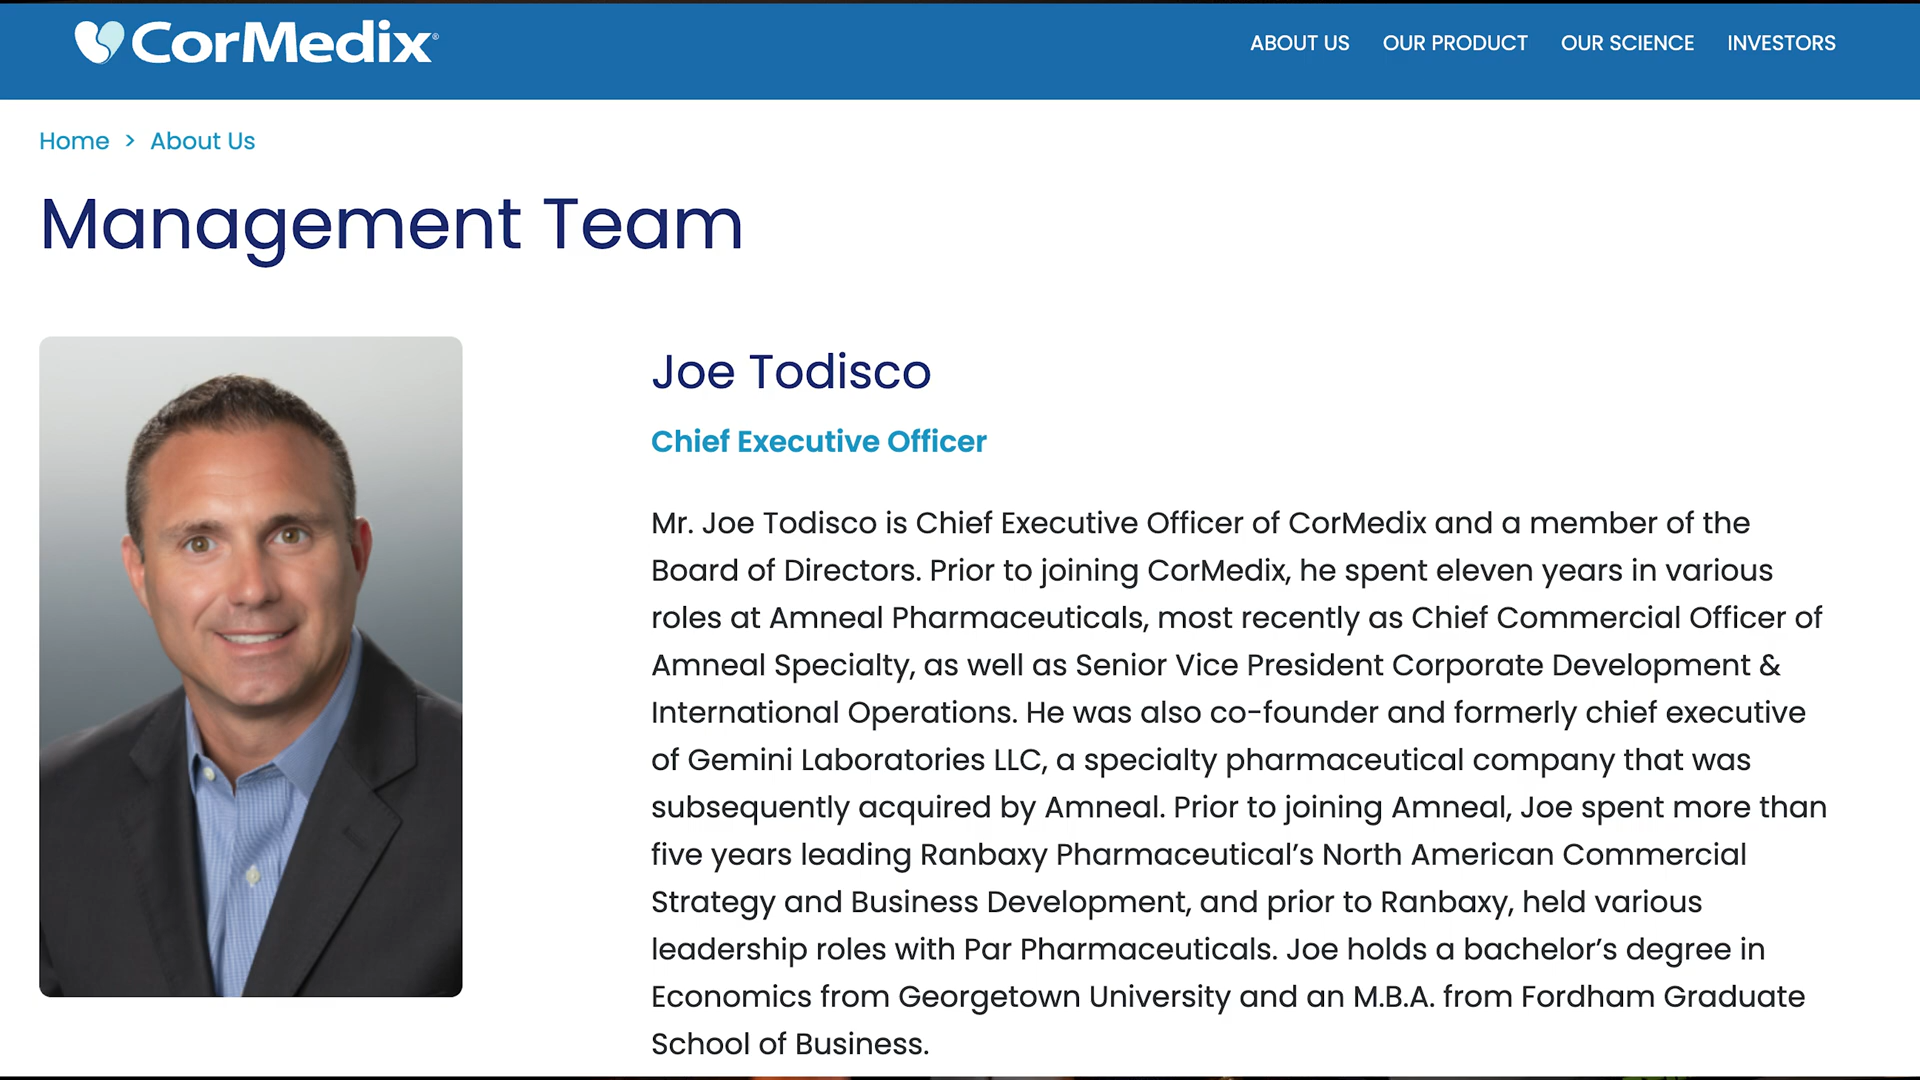 CorMedix®
ABOUT US OUR PRODUCT OUR SCIENCE INVESTORS
Home > About Us
Management Team
Joe Todisco
Chief Executive Officer
Mr. Joe Todisco is Chief Executive Officer of CorMedix and a member of the
Board of Directors. Prior to joining CorMedix, he spent eleven years in various
roles at Amneal Pharmaceuticals, most recently as Chief Commercial Officer of
Amneal Specialty, as well as Senior Vice President Corporate Development &
International Operations. He was also co-founder and formerly chief executive
of Gemini Laboratories LLC, a specialty pharmaceutical company that was
subsequently acquired by Amneal. Prior to joining Amneal, Joe spent more than
five years leading Ranbaxy Pharmaceutical’s North American Commercial
Strategy and Business Development, and prior to Ranbaxy, held various
leadership roles with Par Pharmaceuticals. Joe holds a bachelor’s degree in
Economics from Georgetown University and an M.B.A. from Fordham Graduate
School of Business.